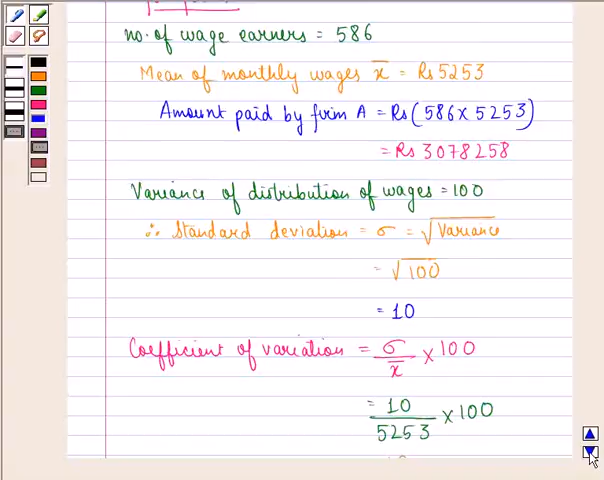 no. of wage earners = 586
Mean of monthly wages x̄ = Rs 5253
Amount paid by firm A = Rs (586 × 5253)
= Rs 3078258
Variance of distribution of wages = 100
∴ Standard deviation = σ = √Variance
= √100
= 10
Coefficient of variation = σ/x̄ × 100
= 10/5253 × 100